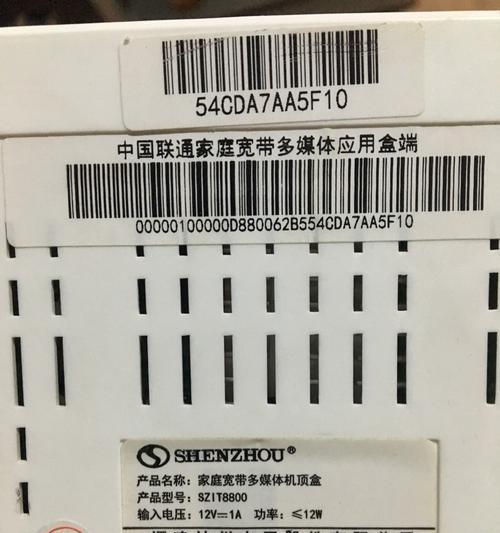 54CDA7AA5F10
中国联通家庭宽带多媒体应用盒端
00000100000D880062B554CDA7AA5F10
SHENZHOU®
产品名称: 家庭宽带多媒体机顶盒
产品型号: SZIT8800
输入电压: 12V⎓1A 功率: ≤12W